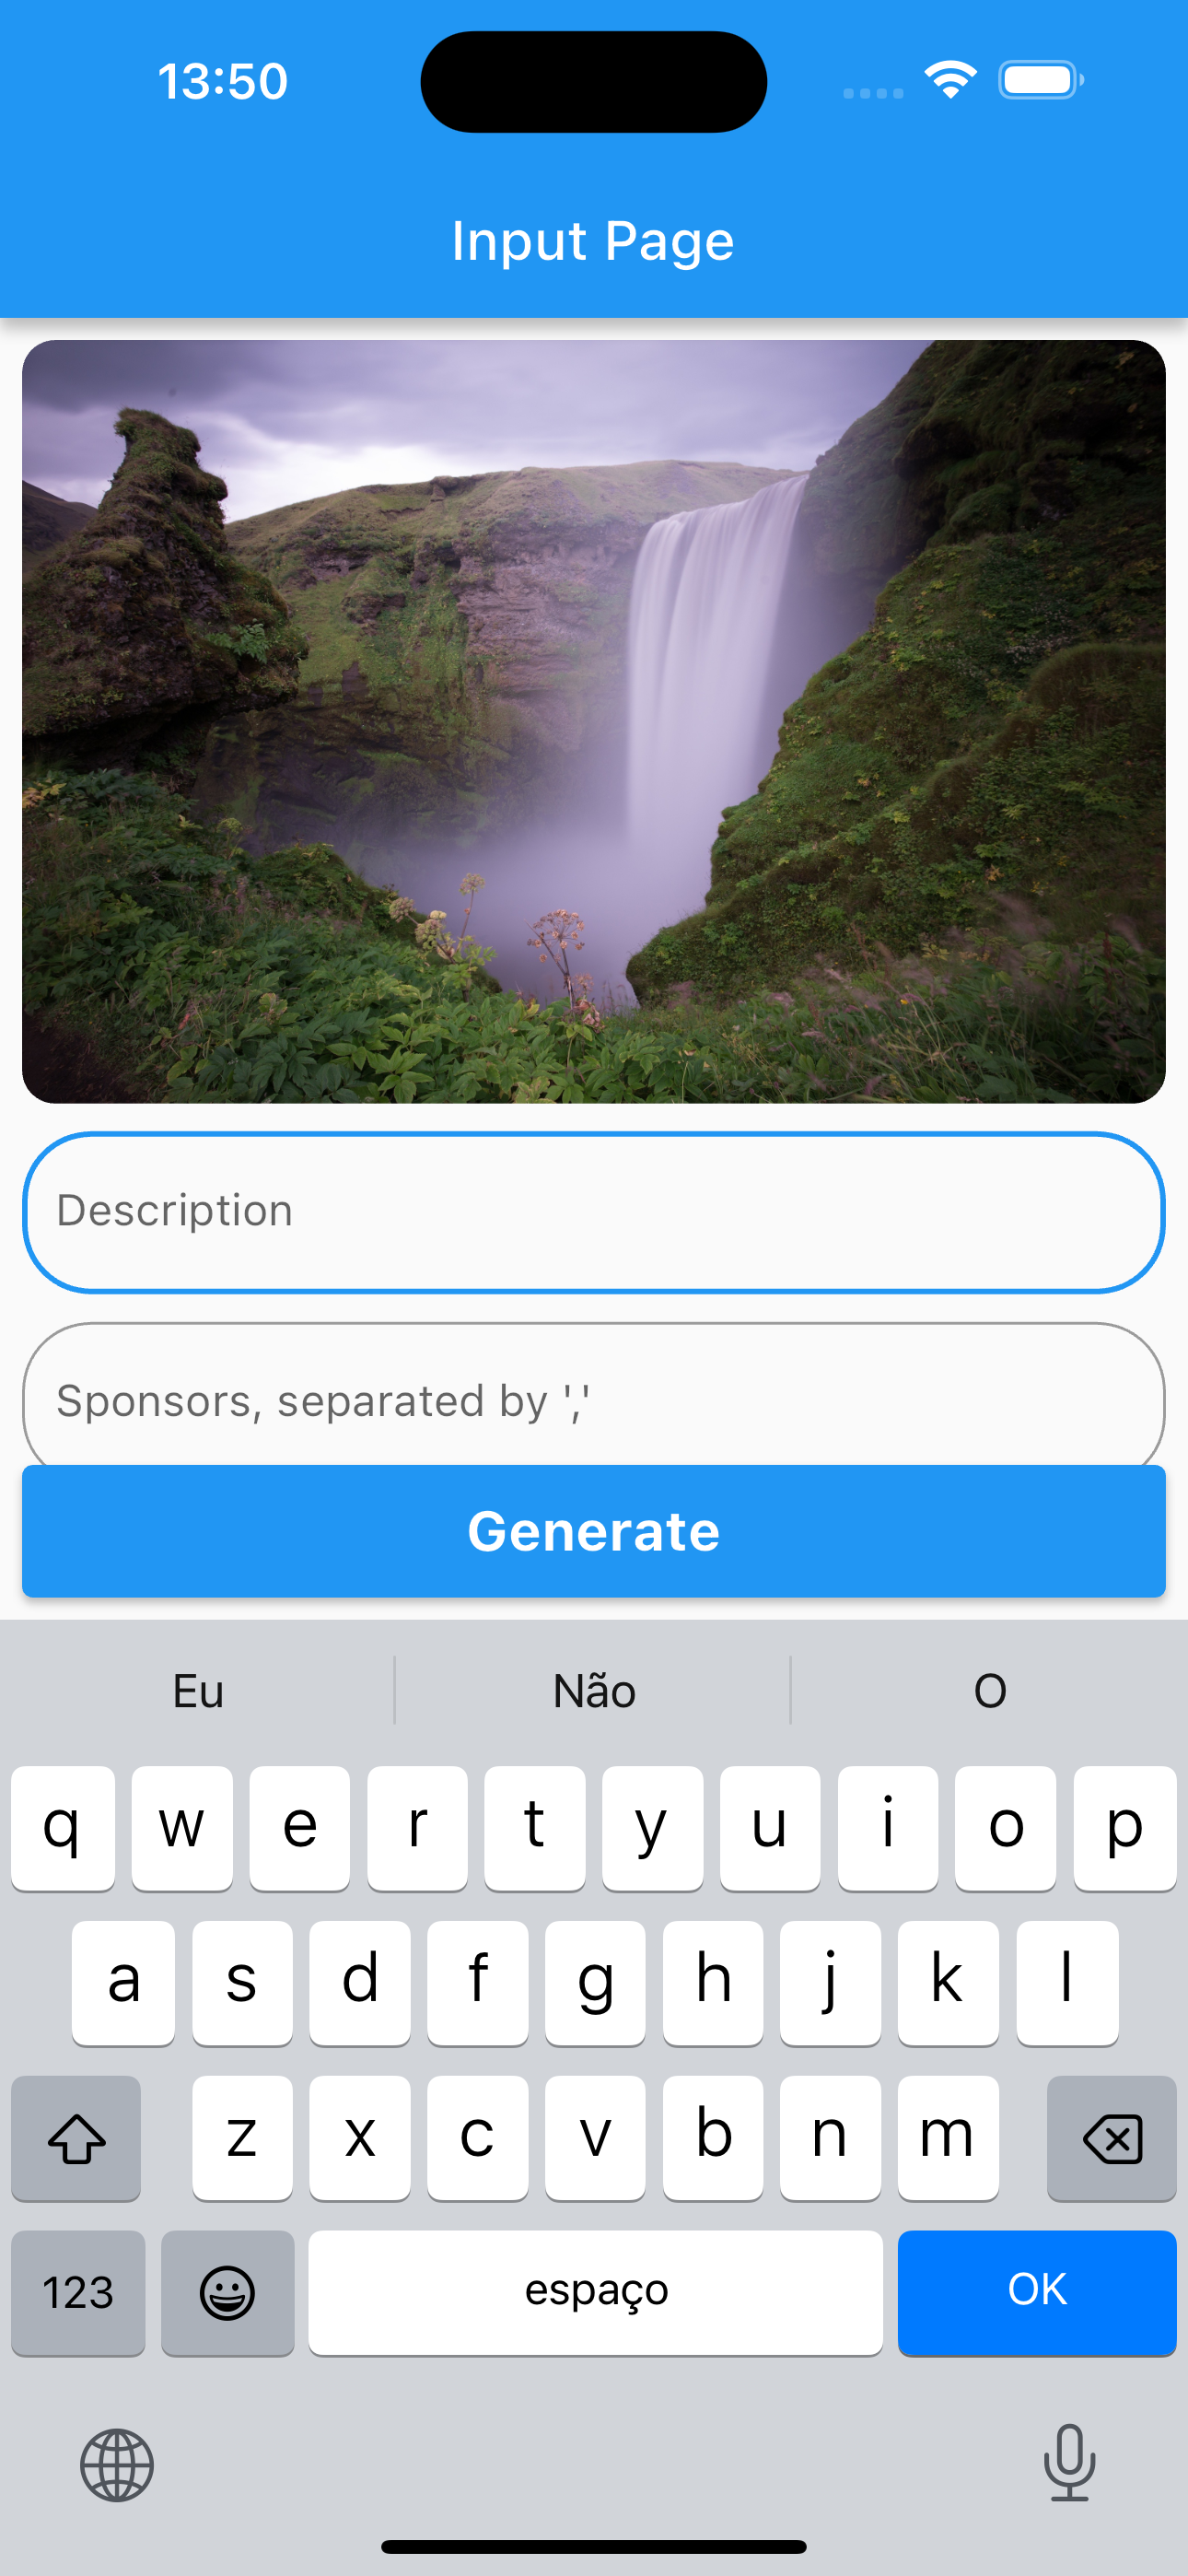 13:50
Input Page
Description
Sponsors, separated by ','
Generate
Eu Não O
q w e r t y u i o p
a s d f g h j k l
z x c v b n m
123 espaço OK